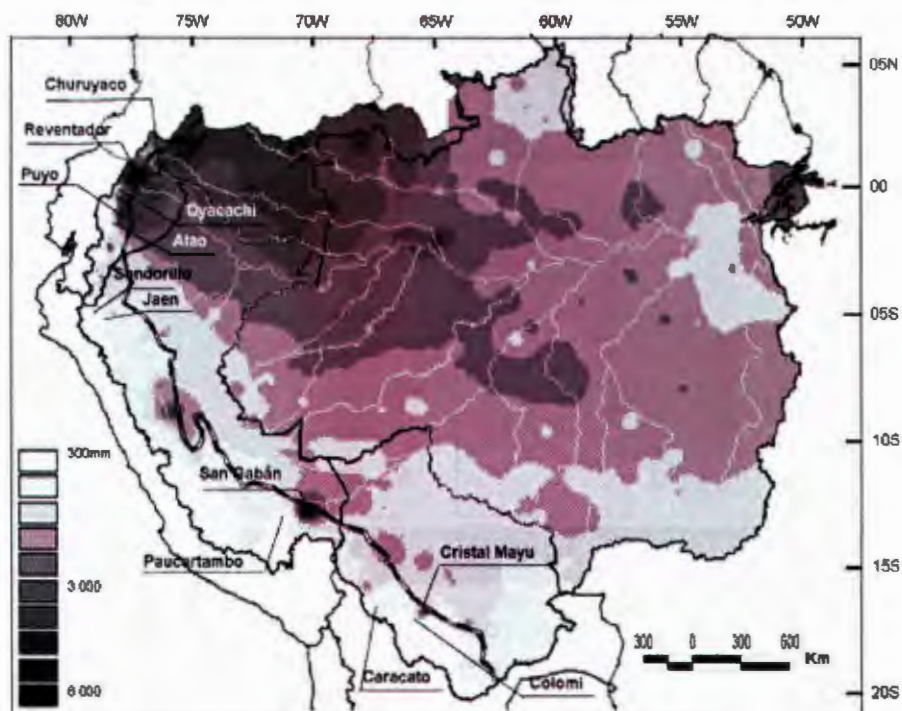 80W 75W 70W 65W 60W 55W 50W
05N
Churuyaco
Reventador
Puyo
00
Oyacachi
Atao
Sondorillo
Jaen
05S
300mm
10S
San Gabán
Paucartambo
Cristal Mayu
15S
3 000
300 0 300 600
Km
Caracato
Colomi
6 000
20S